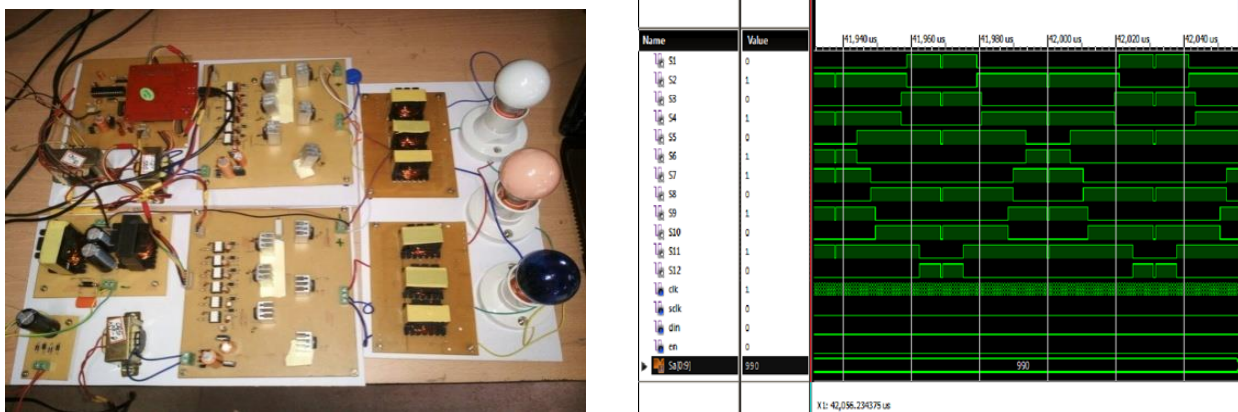 Name Value
41,940 us 41,960 us 41,980 us 42,000 us 42,020 us 42,040 us
S1 0
S2 1
S3 0
S4 1
S5 0
S6 1
S7 1
S8 0
S9 1
S10 0
S11 1
S12 0
clk 1
sclk 0
din 0
en 0
Sa[0:9] 990 990
X1: 42,056.234375 us